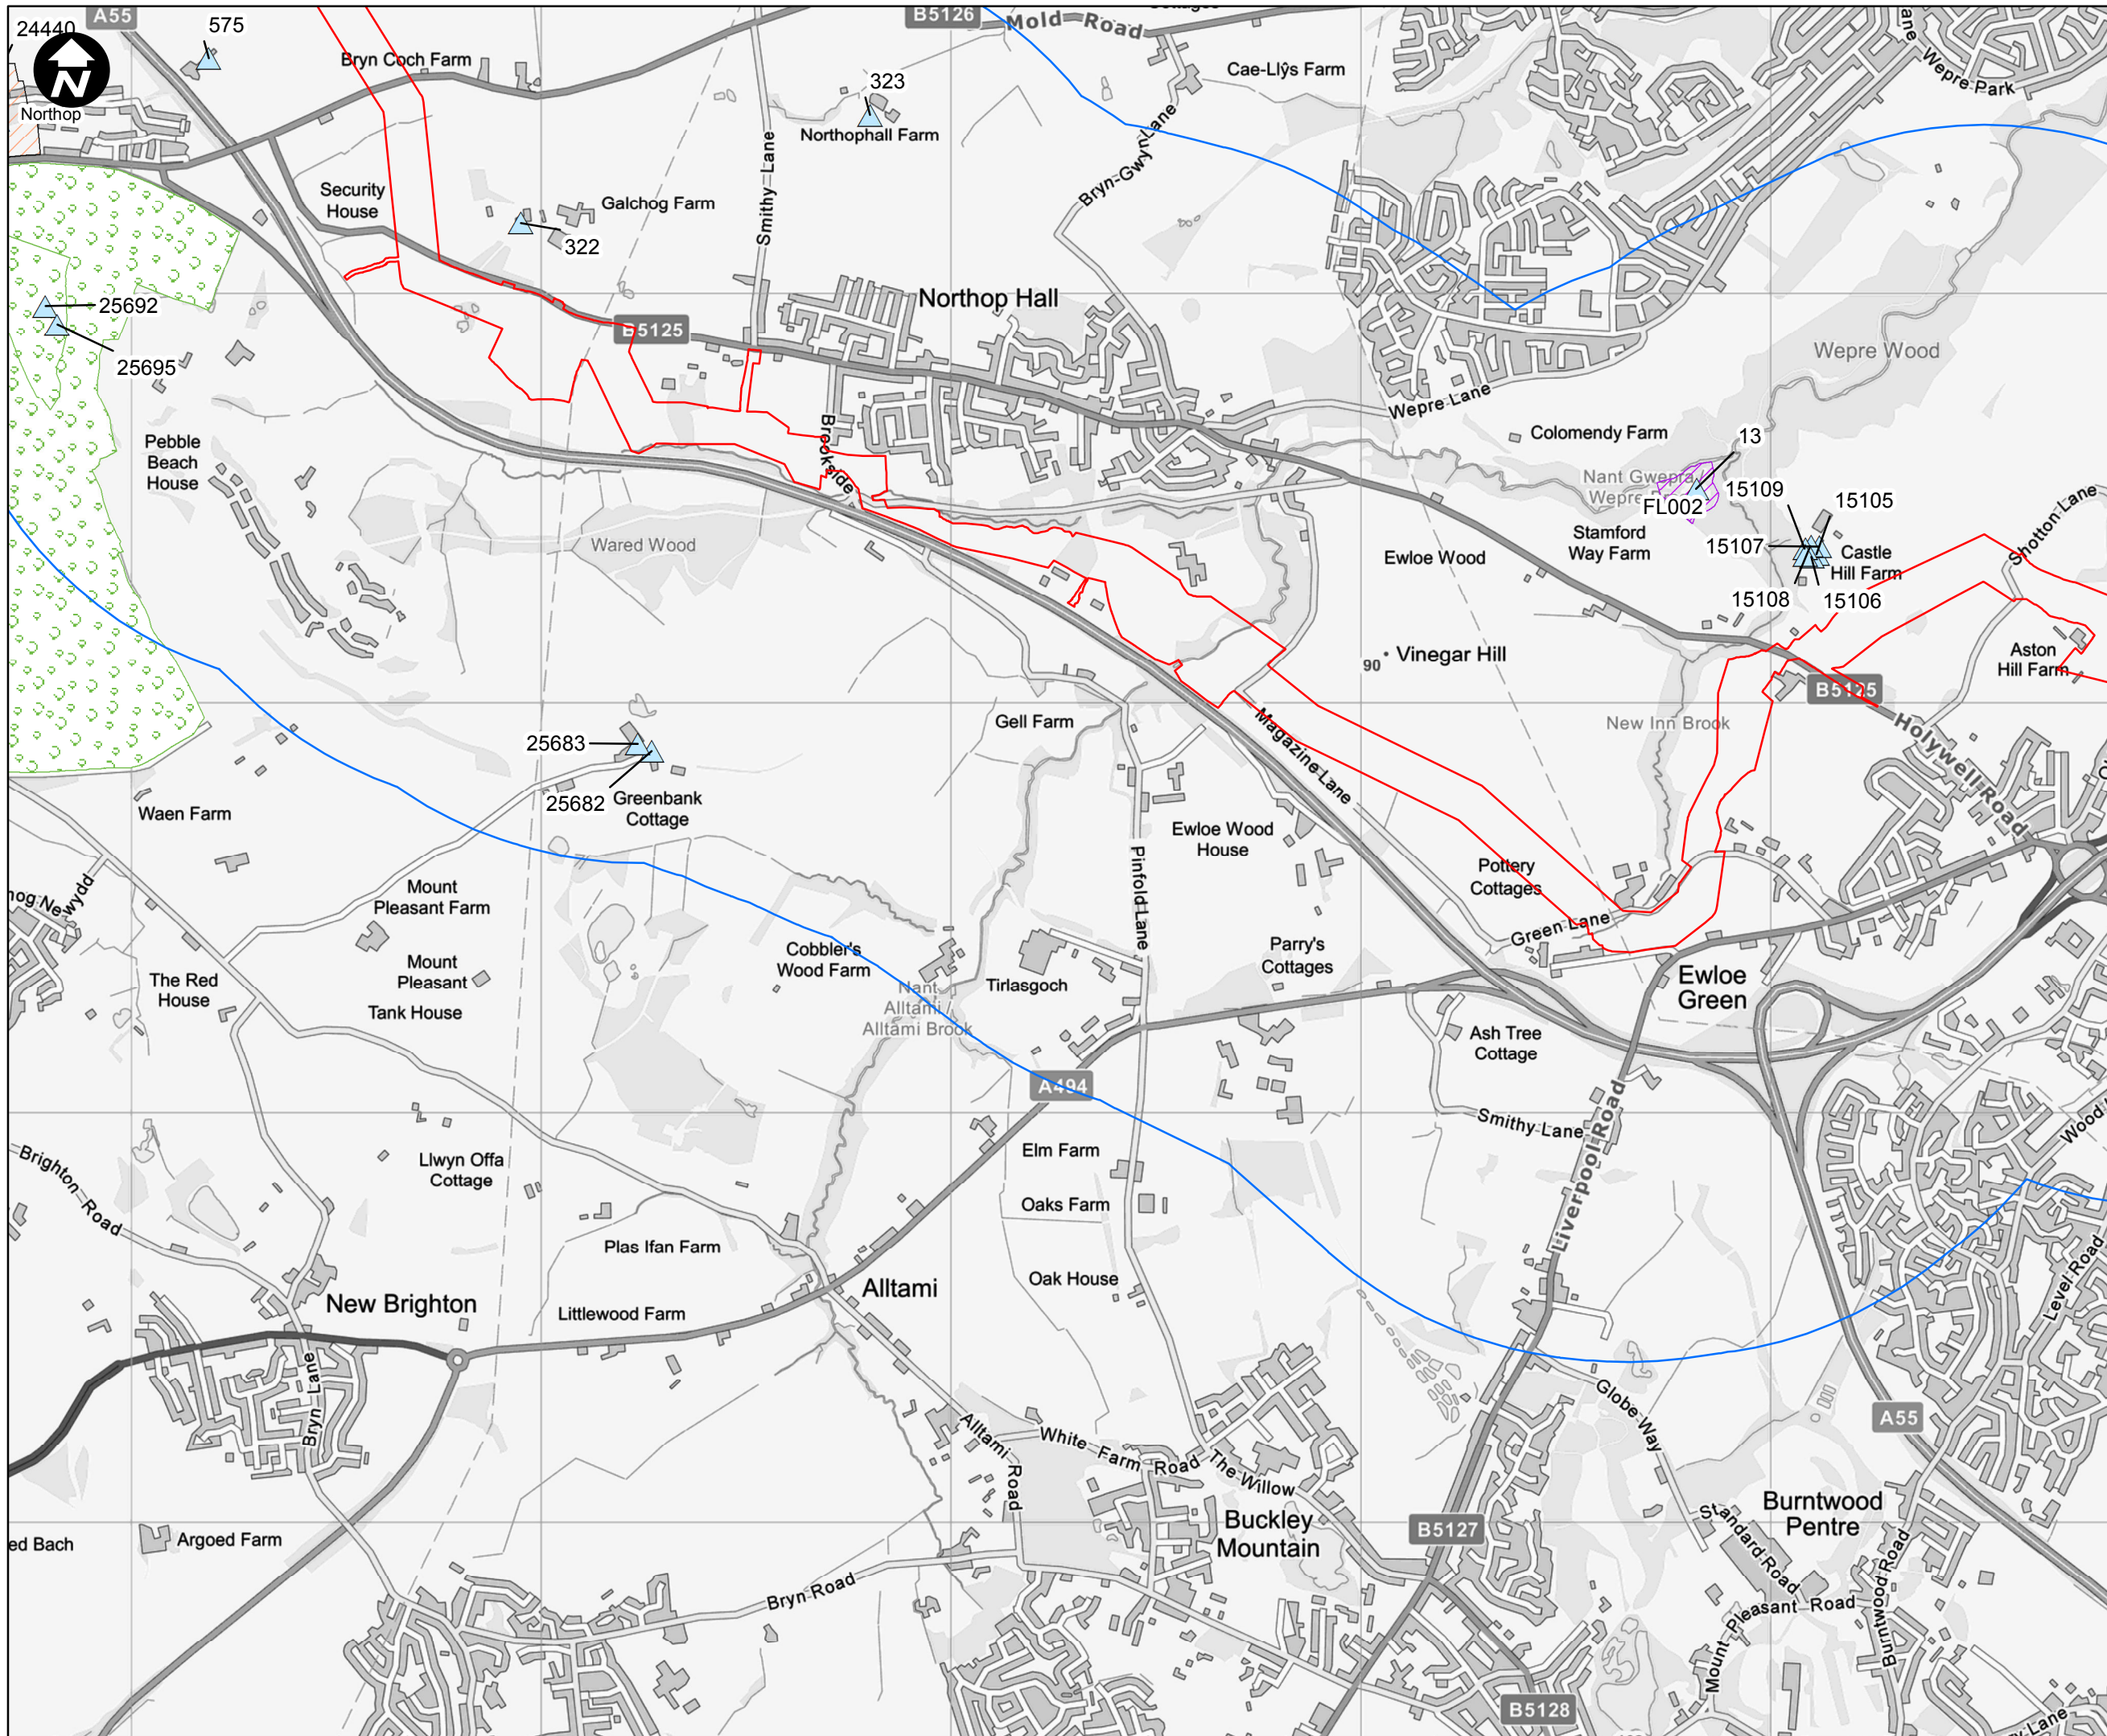 A55
575
24440
N
Northop
Bryn Coch Farm
B5126
Mold Road
323
Northophall Farm
Cae-Llŷs Farm
Wepre Park
Smithy Lane
Bryn-Gwyn Lane
Security
House
Galchog Farm
322
25692
25695
Northop Hall
B5125
Wepre Lane
Wepre Wood
Pebble
Beach
House
Brookside
Colomendy Farm
13
Nant Gwepra /
FL002
15109
15105
Shotton Lane
Wared Wood
Ewloe Wood
Stamford
Way Farm
15107
Castle
Hill Farm
15108
15106
90
Vinegar Hill
Aston
Hill Farm
B5125
Gell Farm
Magazine Lane
New Inn Brook
Holywell Road
25683
25682
Greenbank
Cottage
Waen Farm
Ewloe Wood
House
Pinfold Lane
Pottery
Cottages
Mount
Pleasant Farm
Green Lane
Cobbler's
Wood Farm
Parry's
Cottages
The Red
House
Mount
Pleasant
Tank House
Tirlasgoch
Nant
Alltami /
Alltami Brook
Ewloe
Green
Ash Tree
Cottage
A494
Smithy Lane
Liverpool Road
Brighton Road
Llwyn Offa
Cottage
Elm Farm
Oaks Farm
Plas Ifan Farm
Oak House
Level Road
New Brighton
Littlewood Farm
Alltami
Bryn Lane
Globe Way
A55
Alltami Road
White Farm Road
The Willow
Buckley
Mountain
B5127
Burntwood
Pentre
Standard Road
Argoed Farm
ed Bach
Bryn Road
Mount Pleasant Road
Burntwood Road
B5128